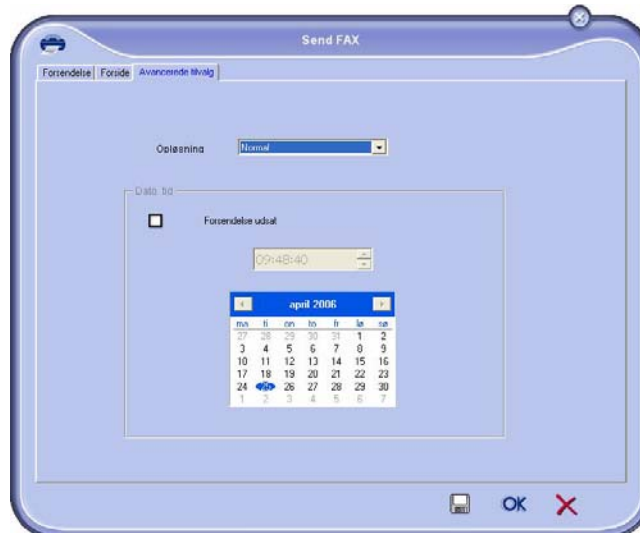 Send FAX
Forsendelse Forside Avancerede tilvalg
Opløsning Normal
Dato, tid
Forsendelse udsat
09:48:40
april 2006
ma ti on to fr lø sø
27 28 29 30 31 1 2
3 4 5 6 7 8 9
10 11 12 13 14 15 16
17 18 19 20 21 22 23
24 25 26 27 28 29 30
1 2 3 4 5 6 7
OK